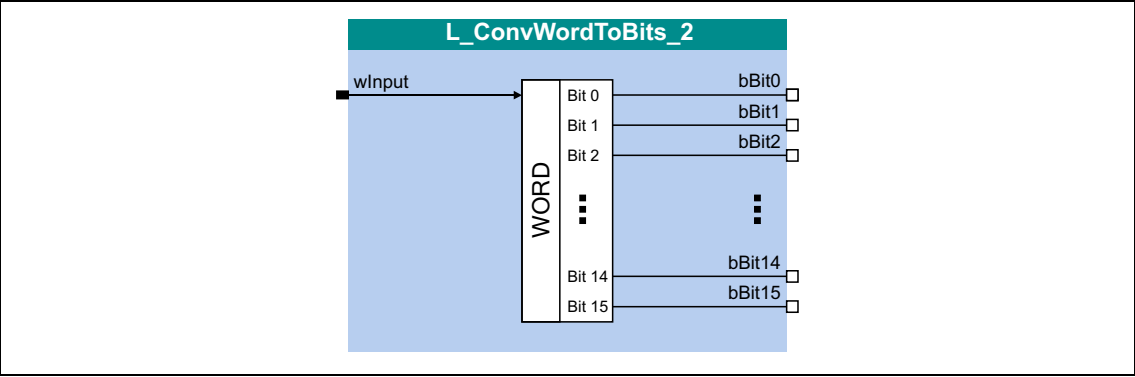 L_ConvWordToBits_2
wInput
WORD
Bit 0
bBit0
Bit 1
bBit1
Bit 2
bBit2
Bit 14
bBit14
Bit 15
bBit15